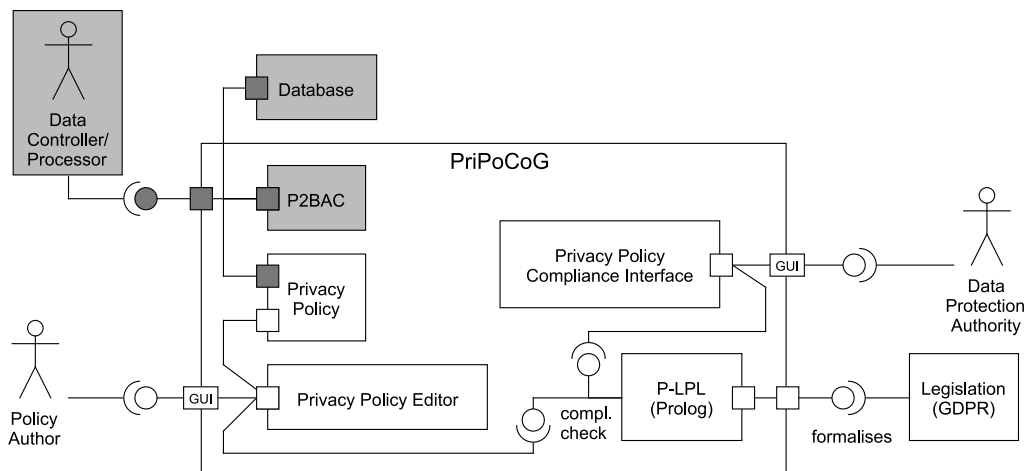 Data
Controller/
Processor
Database
PriPoCoG
P2BAC
Privacy Policy
Compliance Interface
GUI
Data
Protection
Authority
Privacy
Policy
Policy
Author
GUI
Privacy Policy Editor
compl.
check
P-LPL
(Prolog)
formalises
Legislation
(GDPR)